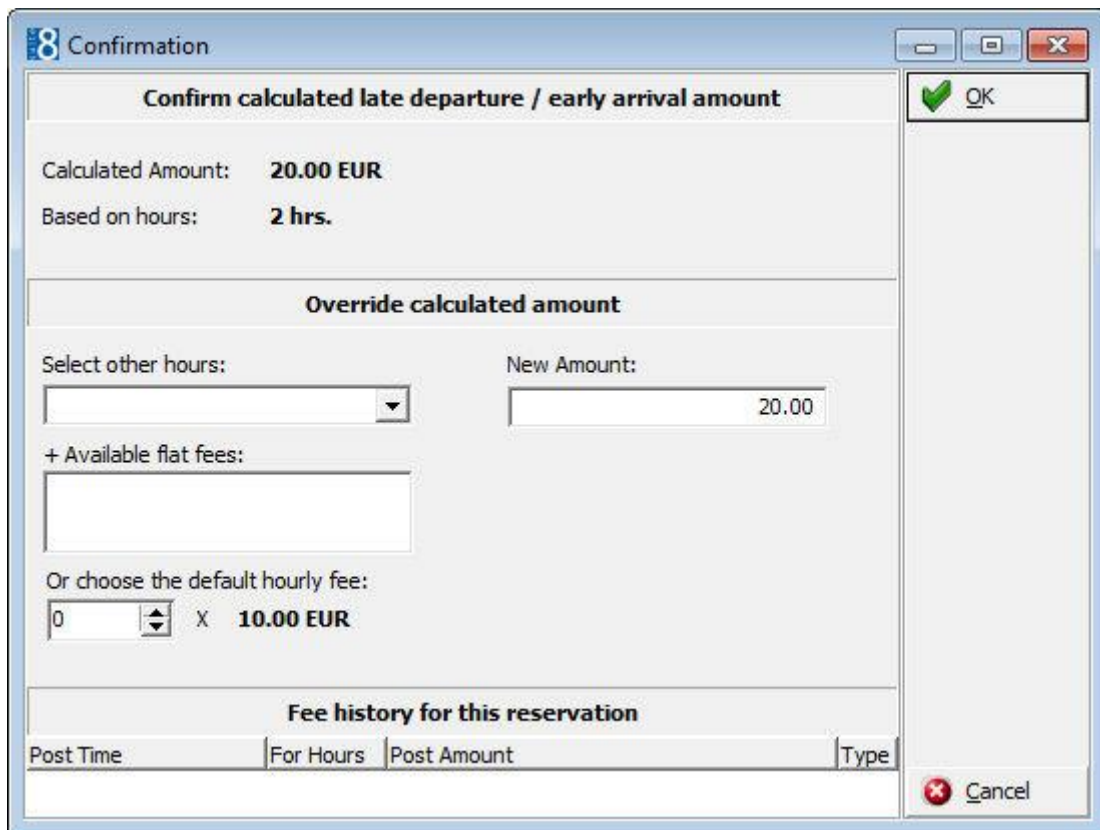 8 Confirmation
Confirm calculated late departure / early arrival amount
OK
Calculated Amount: 20.00 EUR
Based on hours: 2 hrs.
Override calculated amount
Select other hours: New Amount:
20.00
+ Available flat fees:
Or choose the default hourly fee:
0 X 10.00 EUR
Fee history for this reservation
Post Time For Hours Post Amount Type
Cancel